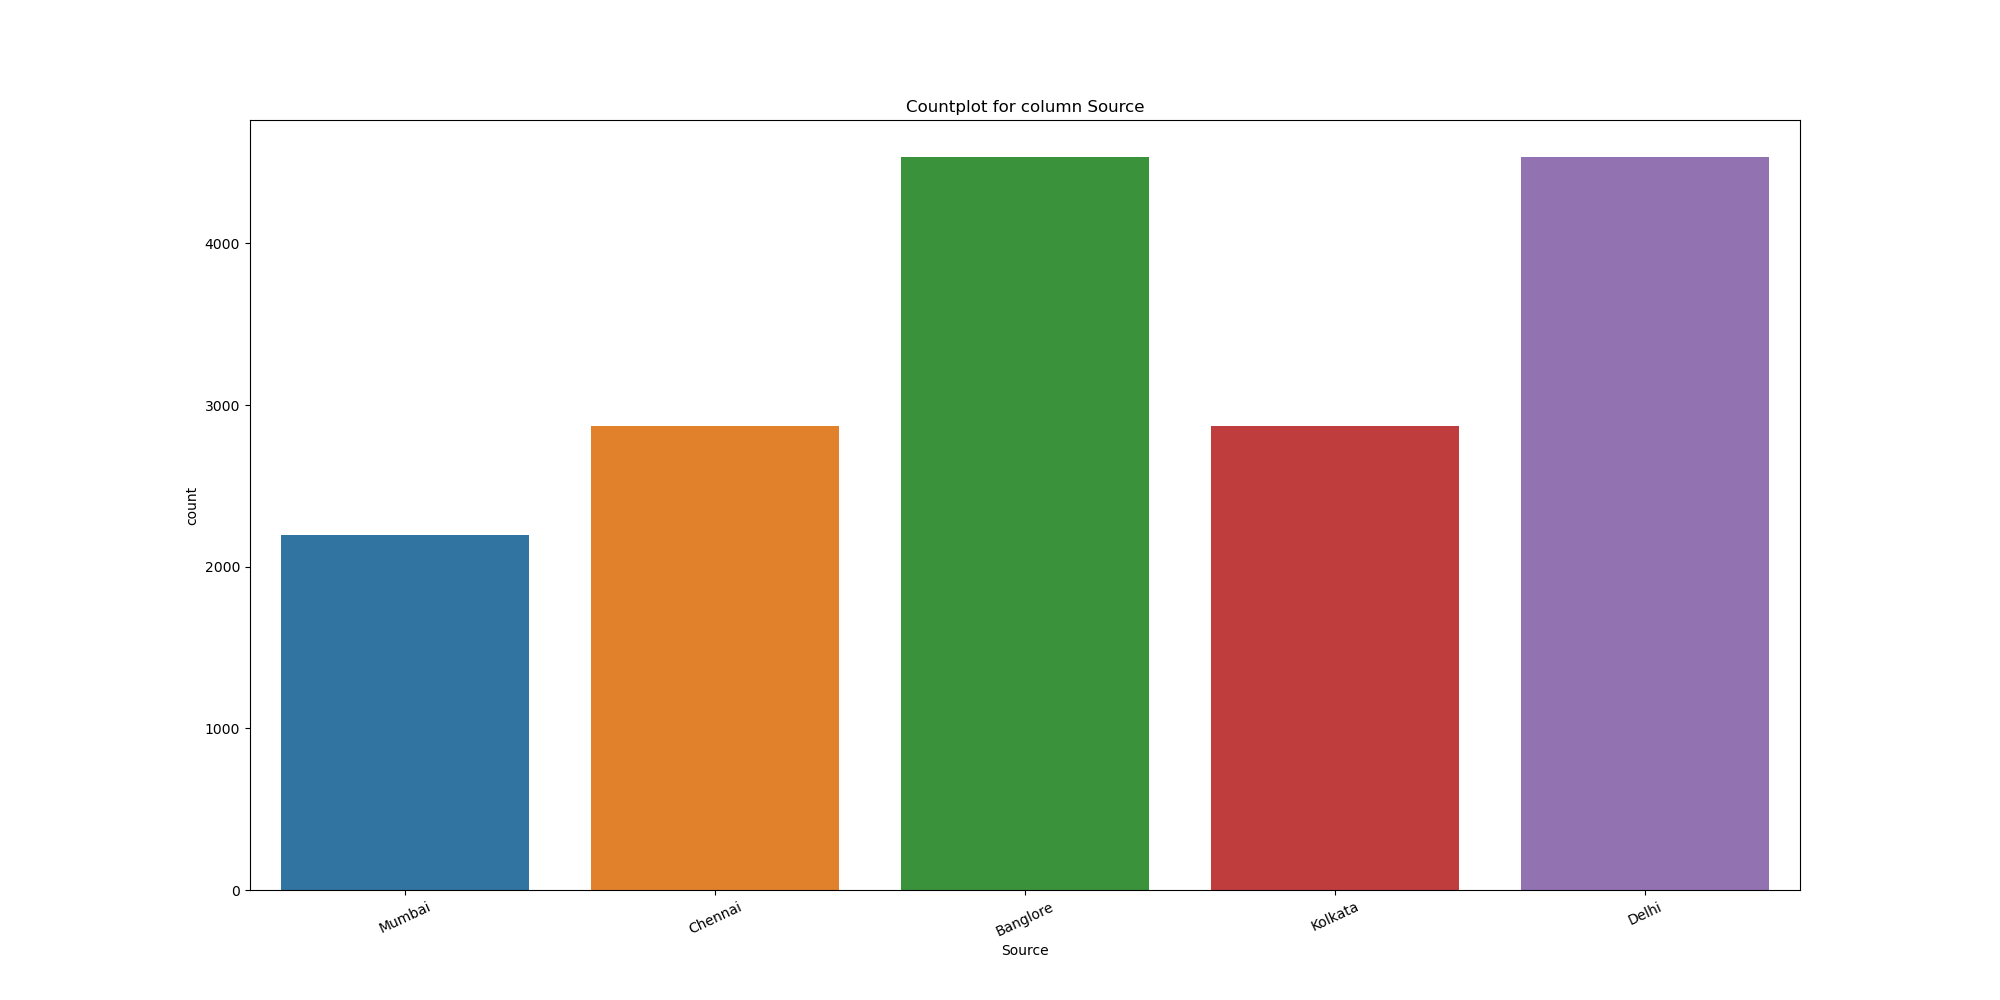 Countplot for column Source
4000
3000
2000
1000
0
count
Mumbai
Chennai
Banglore
Kolkata
Delhi
Source